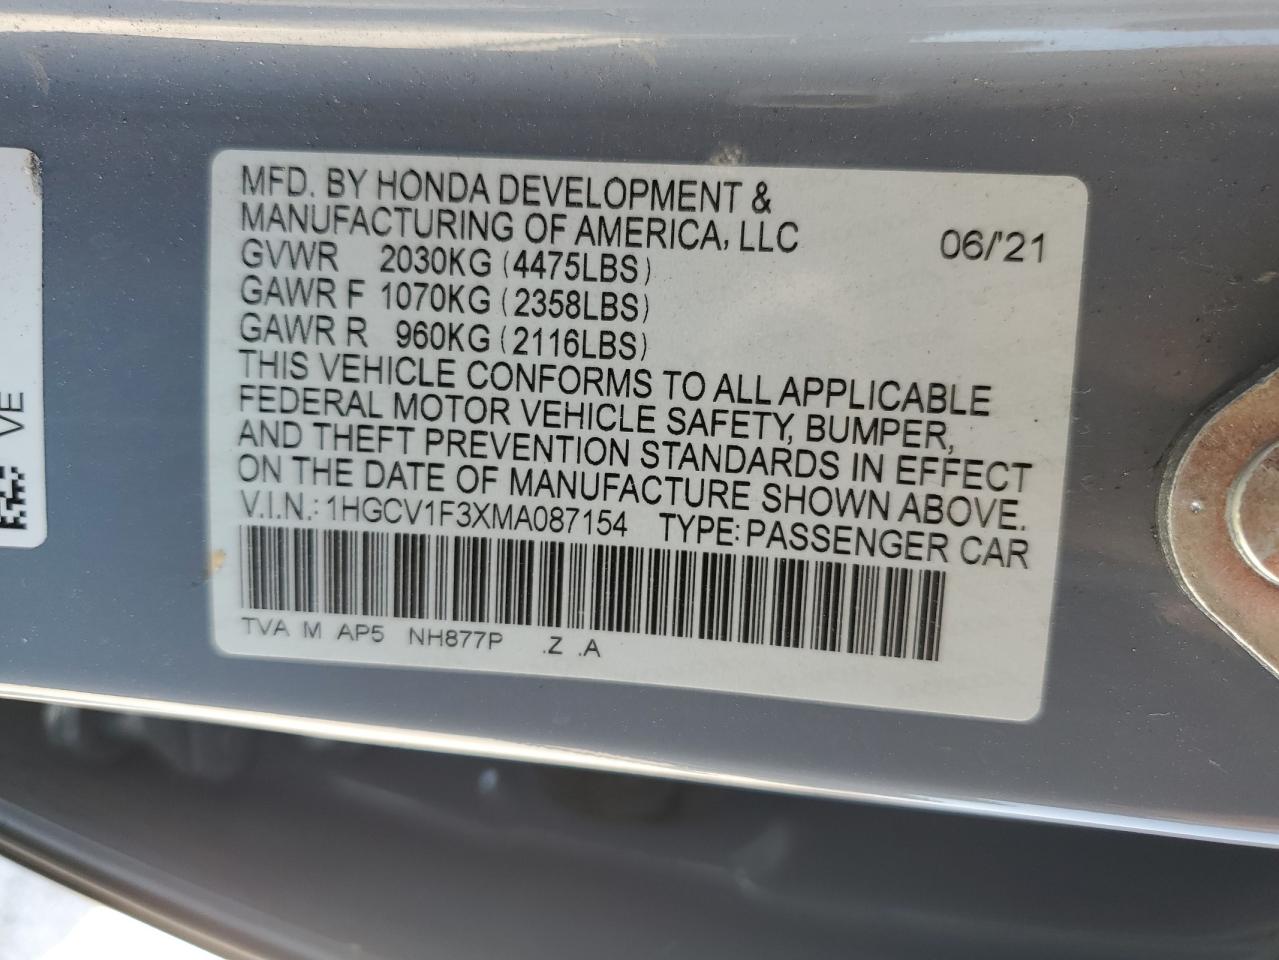 MFD. BY HONDA DEVELOPMENT &
MANUFACTURING OF AMERICA, LLC 06/'21
GVWR 2030KG (4475LBS)
GAWR F 1070KG (2358LBS)
GAWR R 960KG (2116LBS)
THIS VEHICLE CONFORMS TO ALL APPLICABLE
FEDERAL MOTOR VEHICLE SAFETY, BUMPER,
AND THEFT PREVENTION STANDARDS IN EFFECT
ON THE DATE OF MANUFACTURE SHOWN ABOVE.
V.I.N.: 1HGCV1F3XMA087154 TYPE: PASSENGER CAR
TVA M AP5 NH877P .Z .A
VE